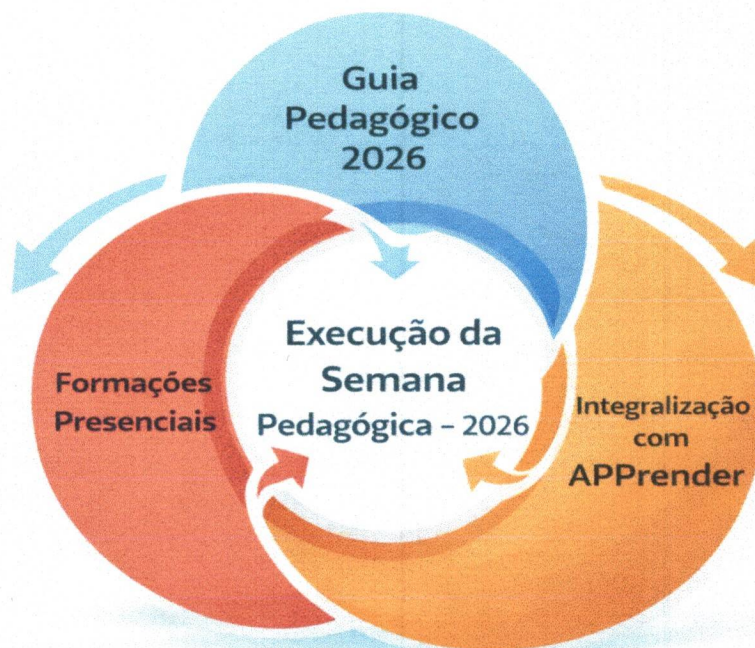 Guia
Pedagógico
2026
Execução da
Semana
Pedagógica – 2026
Formações
Presenciais
Integralização
com
APPrender